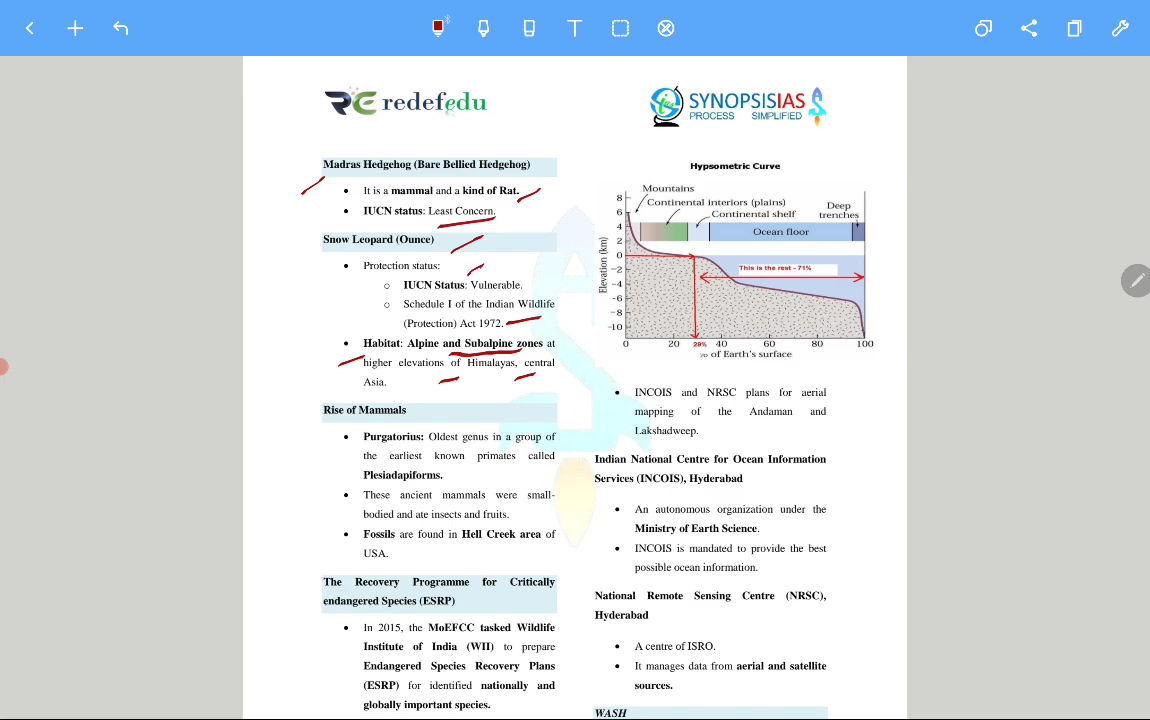 redefedu
SYNOPSISIAS
PROCESS SIMPLIFIED
Madras Hedgehog (Bare Bellied Hedgehog)
• It is a mammal and a kind of Rat.
• IUCN status: Least Concern.
Snow Leopard (Ounce)
• Protection status:
o IUCN Status: Vulnerable.
o Schedule I of the Indian Wildlife
(Protection) Act 1972.
• Habitat: Alpine and Subalpine zones at
higher elevations of Himalayas, central
Asia.
Rise of Mammals
• Purgatorius: Oldest genus in a group of
the earliest known primates called
Plesiadapiforms.
• These ancient mammals were small-
bodied and ate insects and fruits.
• Fossils are found in Hell Creek area of
USA.
The Recovery Programme for Critically
endangered Species (ESRP)
• In 2015, the MoEFCC tasked Wildlife
Institute of India (WII) to prepare
Endangered Species Recovery Plans
(ESRP) for identified nationally and
globally important species.
Hypsometric Curve
Mountains
Continental interiors (plains)
Continental shelf
Deep
trenches
Ocean floor
Elevation (km)
8
6
4
2
0
−2
−4
−6
−8
−10
This is the rest - 71%
0 20 29% 40 60 80 100
% of Earth's surface
• INCOIS and NRSC plans for aerial
mapping of the Andaman and
Lakshadweep.
Indian National Centre for Ocean Information
Services (INCOIS), Hyderabad
• An autonomous organization under the
Ministry of Earth Science.
• INCOIS is mandated to provide the best
possible ocean information.
National Remote Sensing Centre (NRSC),
Hyderabad
• A centre of ISRO.
• It manages data from aerial and satellite
sources.
WASH